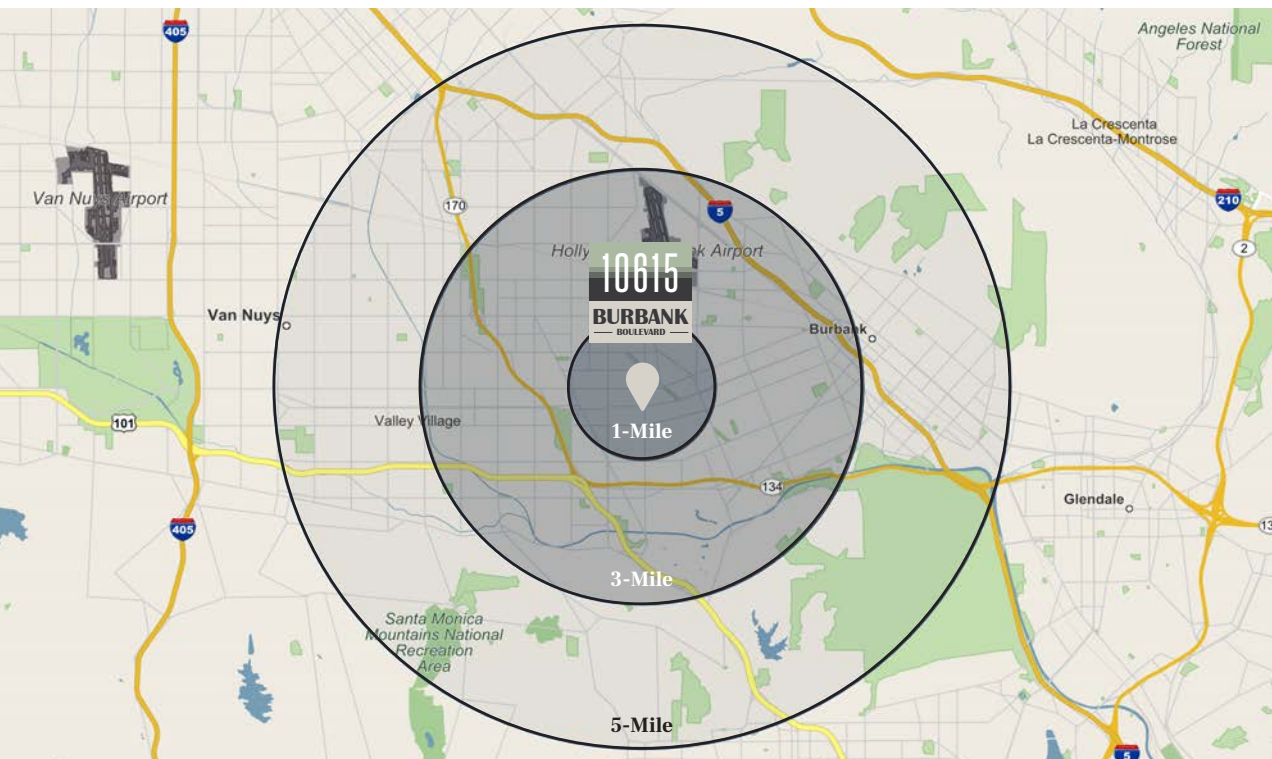 405
Angeles National
Forest
La Crescenta
La Crescenta-Montrose
Van Nuys Airport
170
5
210
2
Holly
k Airport
10615
BURBANK
BOULEVARD
Van Nuys
Burbank
101
Valley Village
1-Mile
134
Glendale
405
13
3-Mile
Santa Monica
Mountains National
Recreation
Area
5-Mile
5